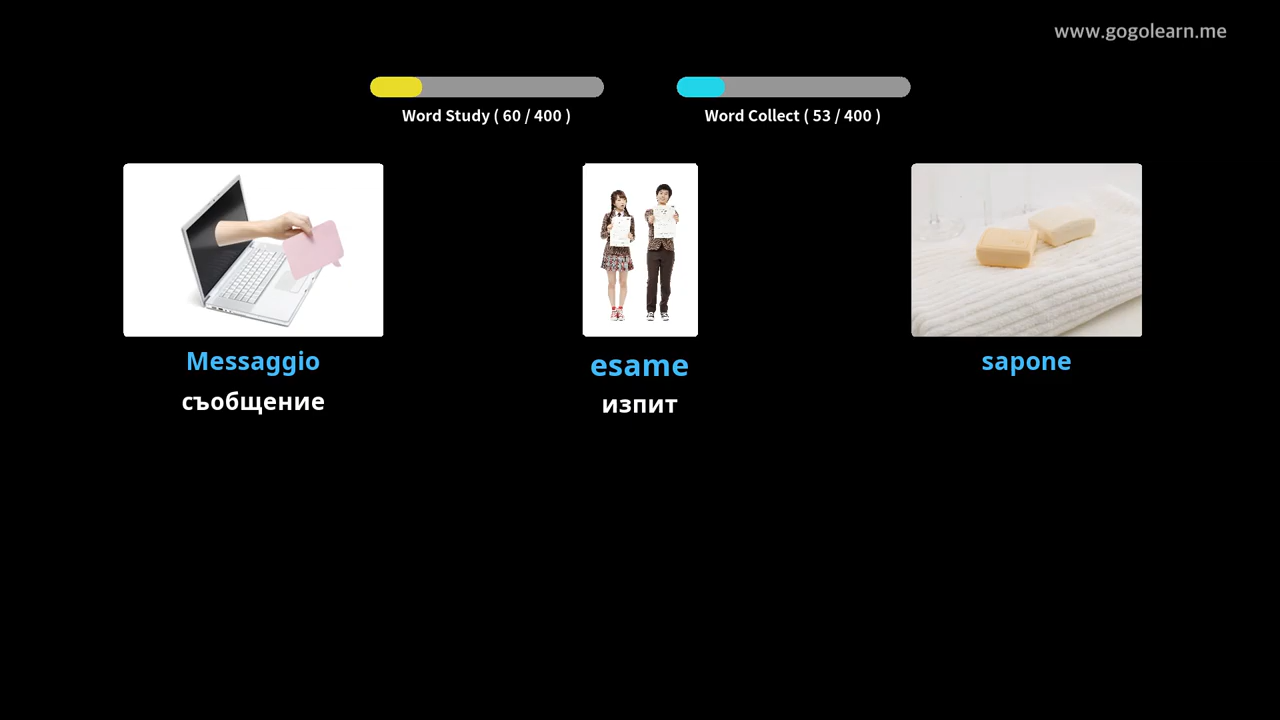 www.gogolearn.me
Word Study ( 60 / 400 )
Word Collect ( 53 / 400 )
Messaggio
съобщение
esame
изпит
sapone